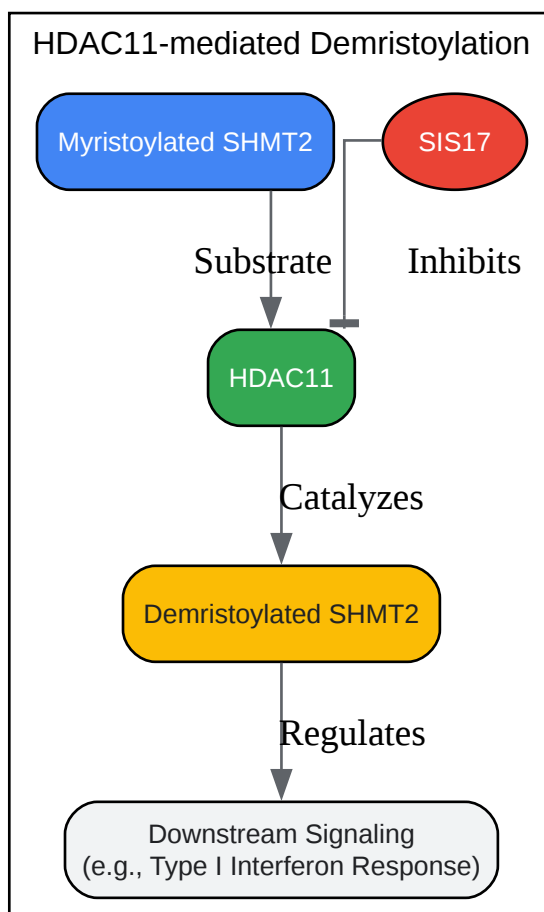 HDAC11-mediated Demristoylation
Myristoylated SHMT2
SIS17
Substrate
Inhibits
HDAC11
Catalyzes
Demristoylated SHMT2
Regulates
Downstream Signaling
(e.g., Type I Interferon Response)